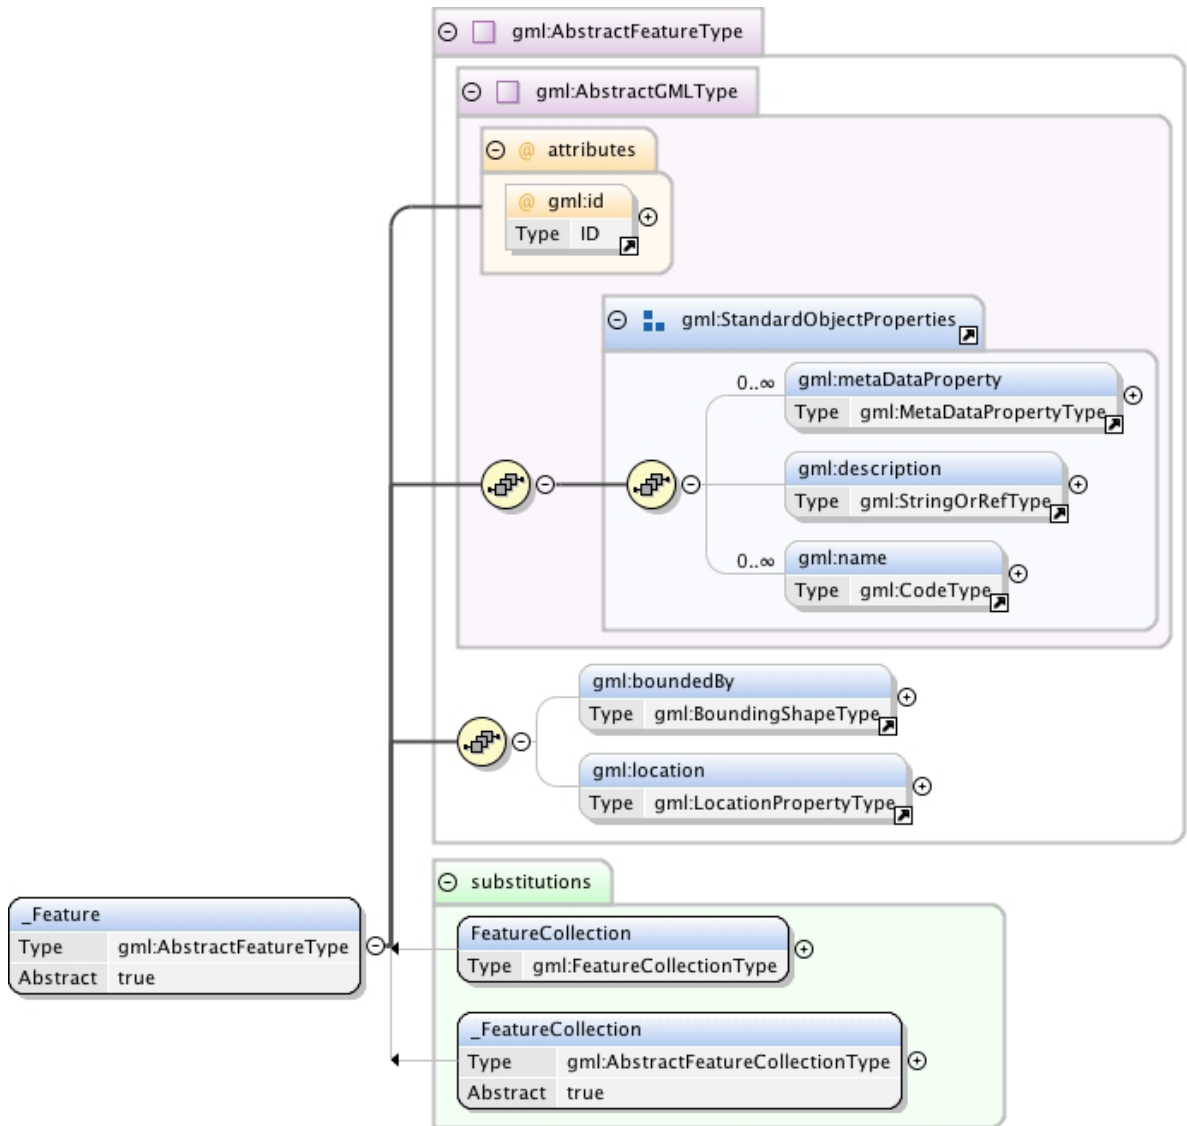 gml:AbstractFeatureType
gml:AbstractGMLType
@ attributes
@ gml:id
Type ID
gml:StandardObjectProperties
0..∞
gml:metaDataProperty
Type gml:MetaDataPropertyType
gml:description
Type gml:StringOrRefType
0..∞
gml:name
Type gml:CodeType
gml:boundedBy
Type gml:BoundingShapeType
gml:location
Type gml:LocationPropertyType
substitutions
_Feature
Type gml:AbstractFeatureType
Abstract true
FeatureCollection
Type gml:FeatureCollectionType
_FeatureCollection
Type gml:AbstractFeatureCollectionType
Abstract true